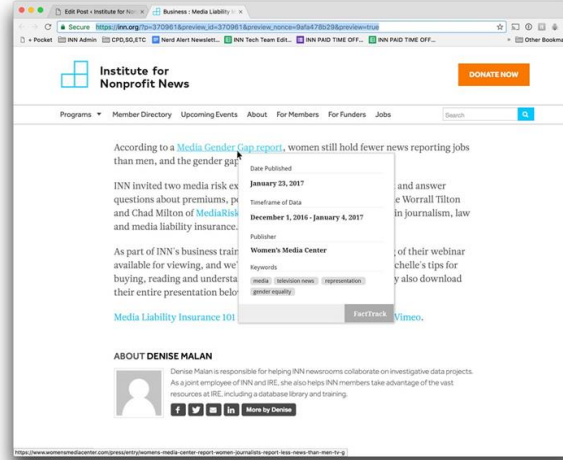 Edit Post ‹ Institute for Non
Business : Media Liability In
Secure https://inn.org/?p=370961&preview_id=370961&preview_nonce=9afa478b29&preview=true
+ Pocket INN Admin CPD,SG,ETC Nerd Alert Newslett... INN Tech Team Edit... INN PAID TIME OFF... INN PAID TIME OFF... Other Bookma
Institute for
Nonprofit News
DONATE NOW
Programs Member Directory Upcoming Events About For Members For Funders Jobs Search
According to a Media Gender Gap report, women still hold fewer news reporting jobs
than men, and the gender gap
INN invited two media risk ex and answer
questions about premiums, po e Worrall Tilton
and Chad Milton of MediaRisk in journalism, law
and media liability insurance.
As part of INN's business train g of their webinar
available for viewing, and we' chelle's tips for
buying, reading and understa y also download
their entire presentation belo
Media Liability Insurance 101 Vimeo.
Date Published
January 23, 2017
Timeframe of Data
December 1, 2016 - January 4, 2017
Publisher
Women's Media Center
Keywords
media television news representation
gender equality
FactTrack
ABOUT DENISE MALAN
Denise Malan is responsible for helping INN newsrooms collaborate on investigative data projects.
As a joint employee of INN and IRE, she also helps INN members take advantage of the vast
resources at IRE, including a database library and training.
More by Denise
https://www.womensmediacenter.com/press/entry/womens-media-center-report-women-journalists-report-less-news-than-men-tv-g